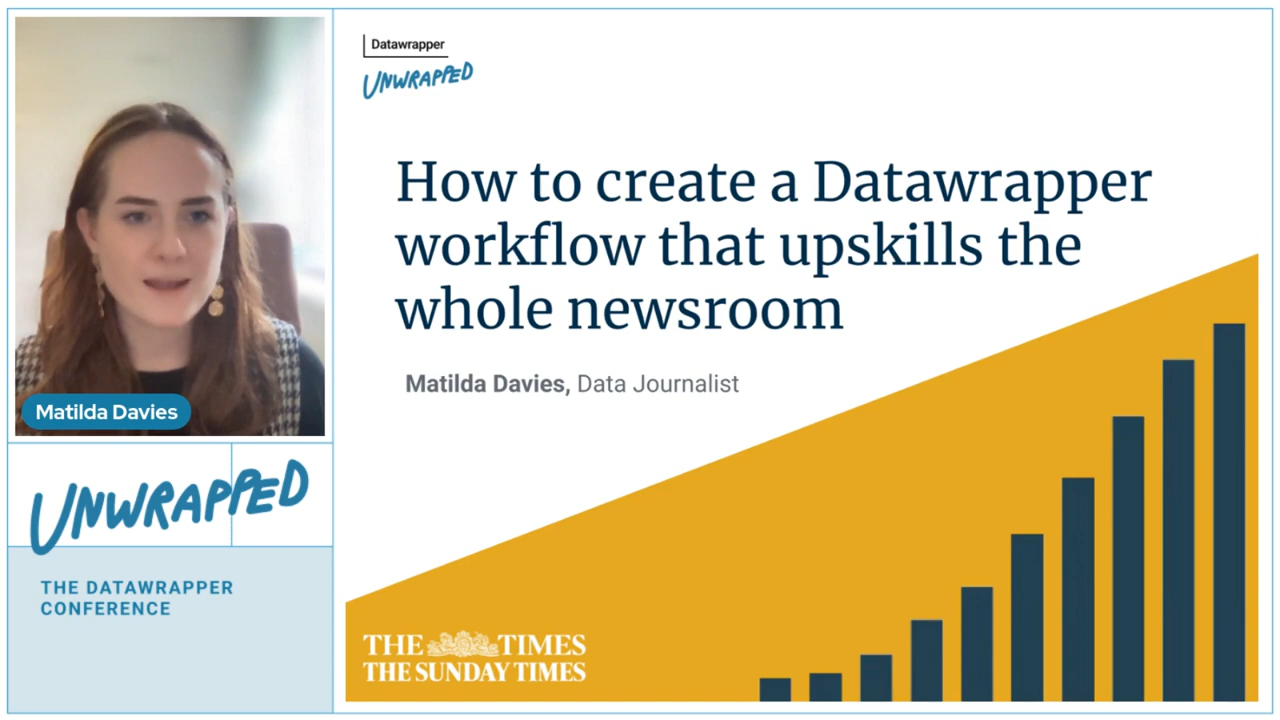 Matilda Davies
UNWRAPPED
THE DATAWRAPPER
CONFERENCE
Datawrapper
UNWRAPPED
How to create a Datawrapper
workflow that upskills the
whole newsroom
Matilda Davies, Data Journalist
THE TIMES
THE SUNDAY TIMES